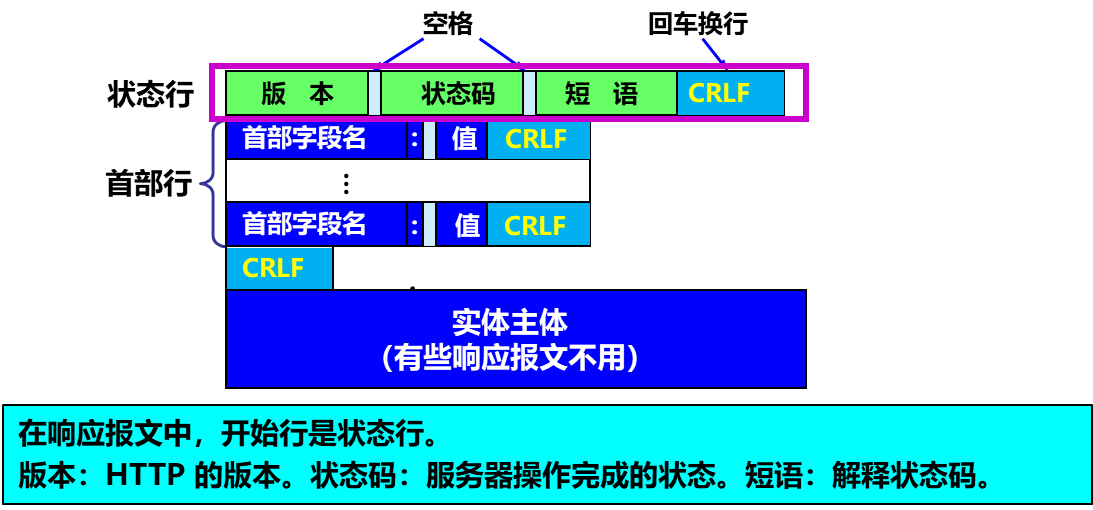 空格
回车换行
状态行 版 本 状态码 短 语 CRLF
首部字段名 : 值 CRLF
首部行 ⋮
首部字段名 : 值 CRLF
CRLF
实体主体
（有些响应报文不用）
在响应报文中，开始行是状态行。
版本：HTTP 的版本。状态码：服务器操作完成的状态。短语：解释状态码。